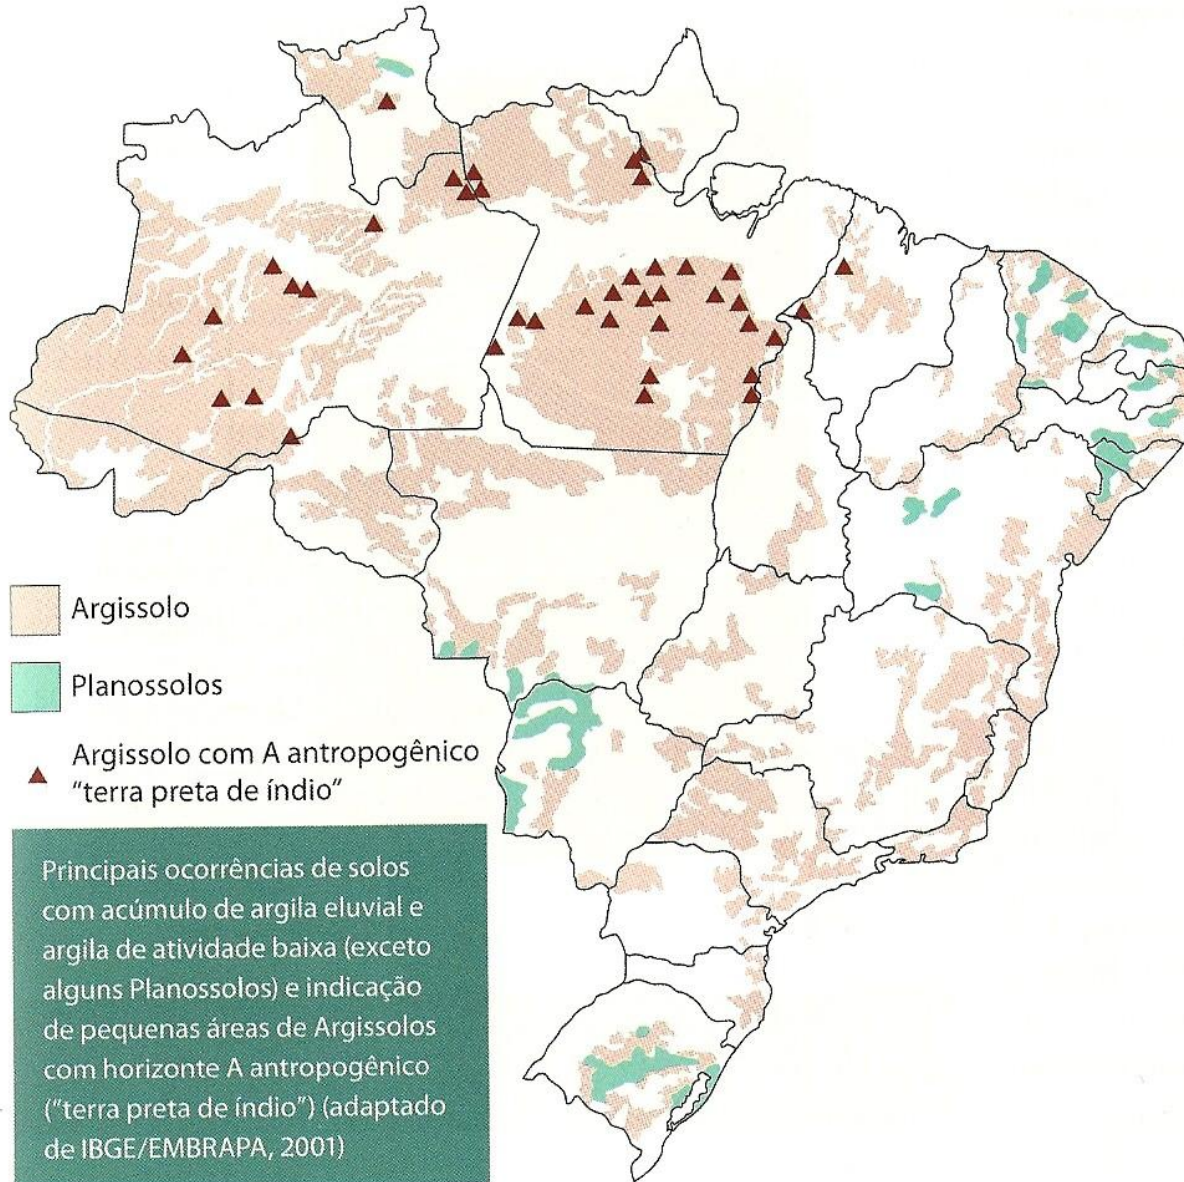 Argissolo
Planossolos
Argissolo com A antropogênico
“terra preta de índio”
Principais ocorrências de solos
com acúmulo de argila eluvial e
argila de atividade baixa (exceto
alguns Planossolos) e indicação
de pequenas áreas de Argissolos
com horizonte A antropogênico
(“terra preta de índio”) (adaptado
de IBGE/EMBRAPA, 2001)